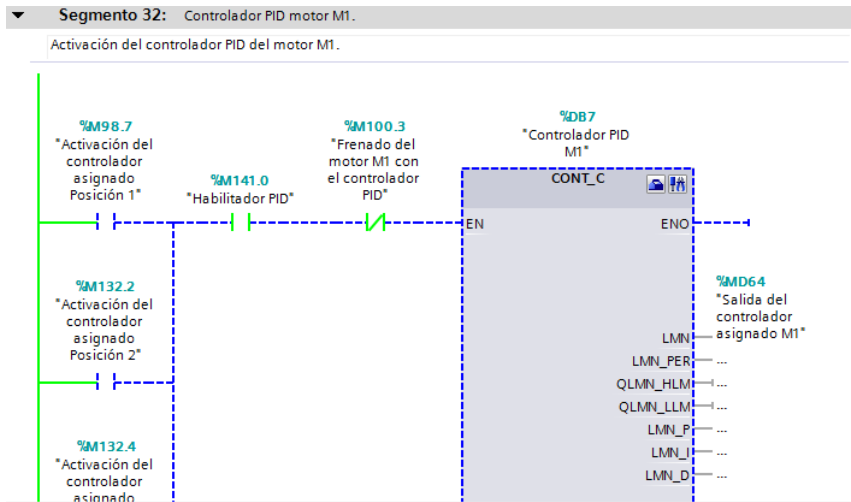 Segmento 32: Controlador PID motor M1.
Activación del controlador PID del motor M1.
%M98.7
"Activación del
controlador
asignado
Posición 1"
%M141.0
"Habilitador PID"
%M100.3
"Frenado del
motor M1 con
el controlador
PID"
%DB7
"Controlador PID
M1"
CONT_C
EN
ENO
%M132.2
"Activación del
controlador
asignado
Posición 2"
%MD64
"Salida del
controlador
asignado M1"
LMN
LMN_PER ...
QLMN_HLM ...
QLMN_LLM ...
LMN_P ...
LMN_I ...
LMN_D ...
%M132.4
"Activación del
controlador
asignado